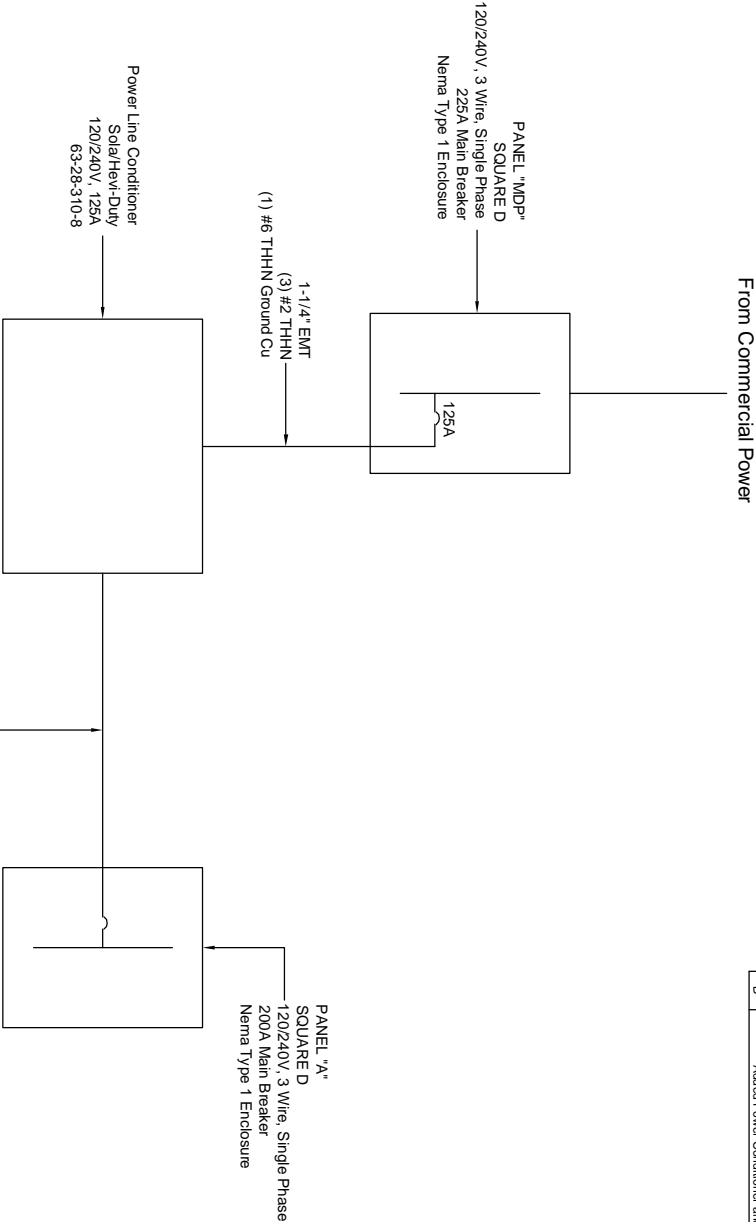 From Commercial Power
PANEL "MDP"
SQUARE D
120/240V, 3 Wire, Single Phase
225A Main Breaker
Nema Type 1 Enclosure
125A
1-1/4" EMT
(3) #2 THHN
(1) #6 THHN Ground Cu
Power Line Conditioner
Sola/Hevi-Duty
120/240V, 125A
63-28-310-8
PANEL "A"
SQUARE D
120/240V, 3 Wire, Single Phase
200A Main Breaker
Nema Type 1 Enclosure
Added Power Conditioner